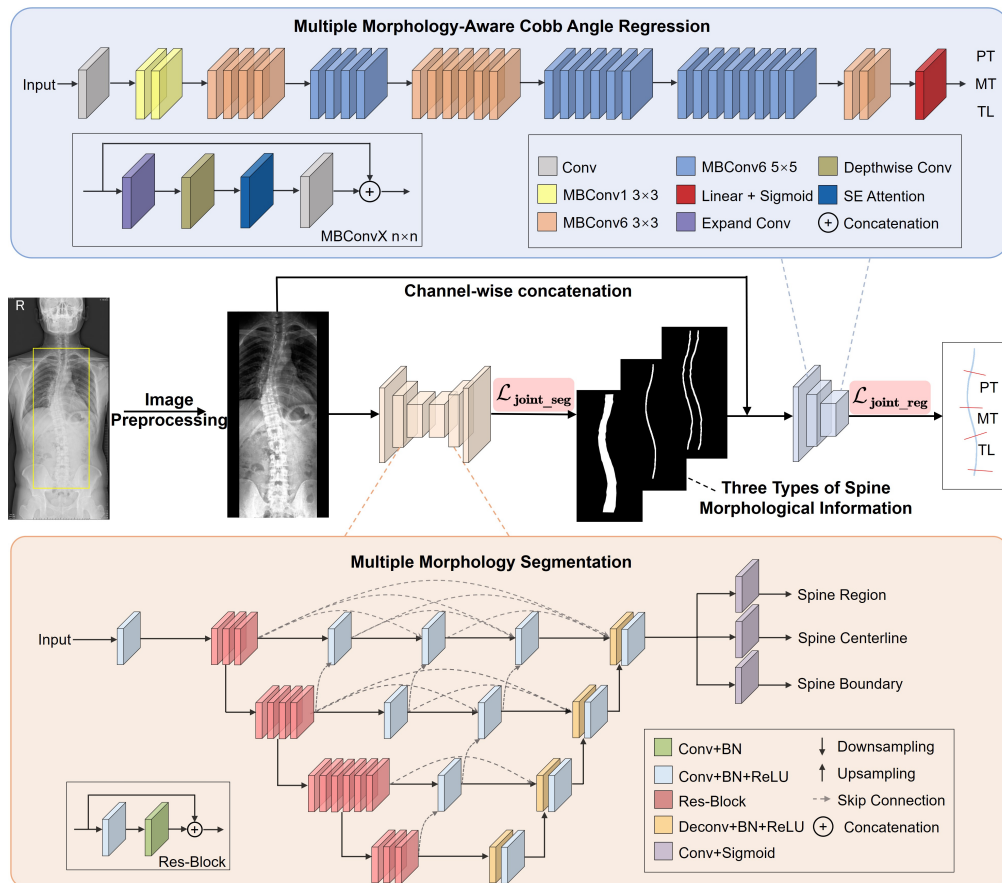 Multiple Morphology-Aware Cobb Angle Regression
Input
PT
MT
TL
MBConvX n×n
Conv
MBConv1 3×3
MBConv6 3×3
MBConv6 5×5
Linear + Sigmoid
Expand Conv
Depthwise Conv
SE Attention
Concatenation
Channel-wise concatenation
R
Image
Preprocessing
ℒjoint_seg
ℒjoint_reg
PT
MT
TL
Three Types of Spine
Morphological Information
Multiple Morphology Segmentation
Input
Spine Region
Spine Centerline
Spine Boundary
Res-Block
Conv+BN
Conv+BN+ReLU
Res-Block
Deconv+BN+ReLU
Conv+Sigmoid
Downsampling
Upsampling
Skip Connection
Concatenation